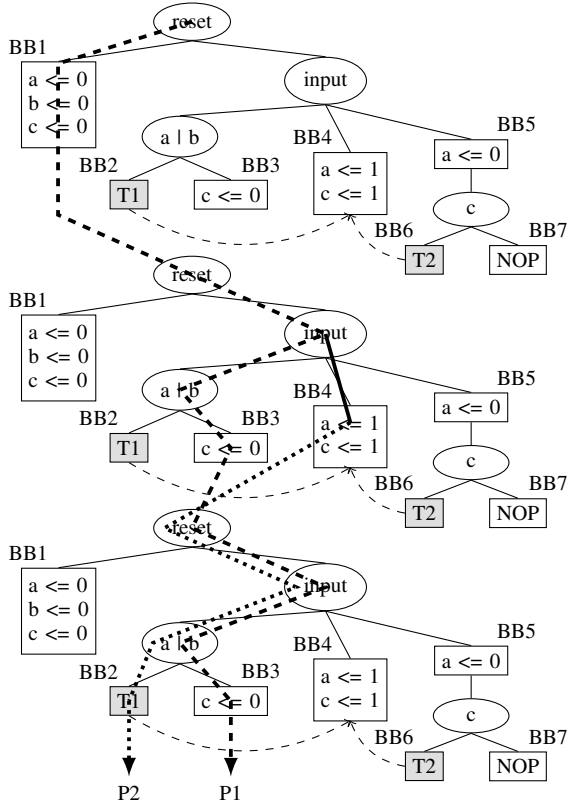 reset
BB1
a <= 0
b <= 0
c <= 0
input
a | b
BB2
T1
BB3
c <= 0
BB4
a <= 1
c <= 1
BB5
a <= 0
c
BB6
T2
BB7
NOP
reset
BB1
a <= 0
b <= 0
c <= 0
input
a | b
BB2
T1
BB3
c <= 0
BB4
a <= 1
c <= 1
BB5
a <= 0
c
BB6
T2
BB7
NOP
reset
BB1
a <= 0
b <= 0
c <= 0
input
a | b
BB2
T1
BB3
c <= 0
BB4
a <= 1
c <= 1
BB5
a <= 0
c
BB6
T2
BB7
NOP
P2
P1